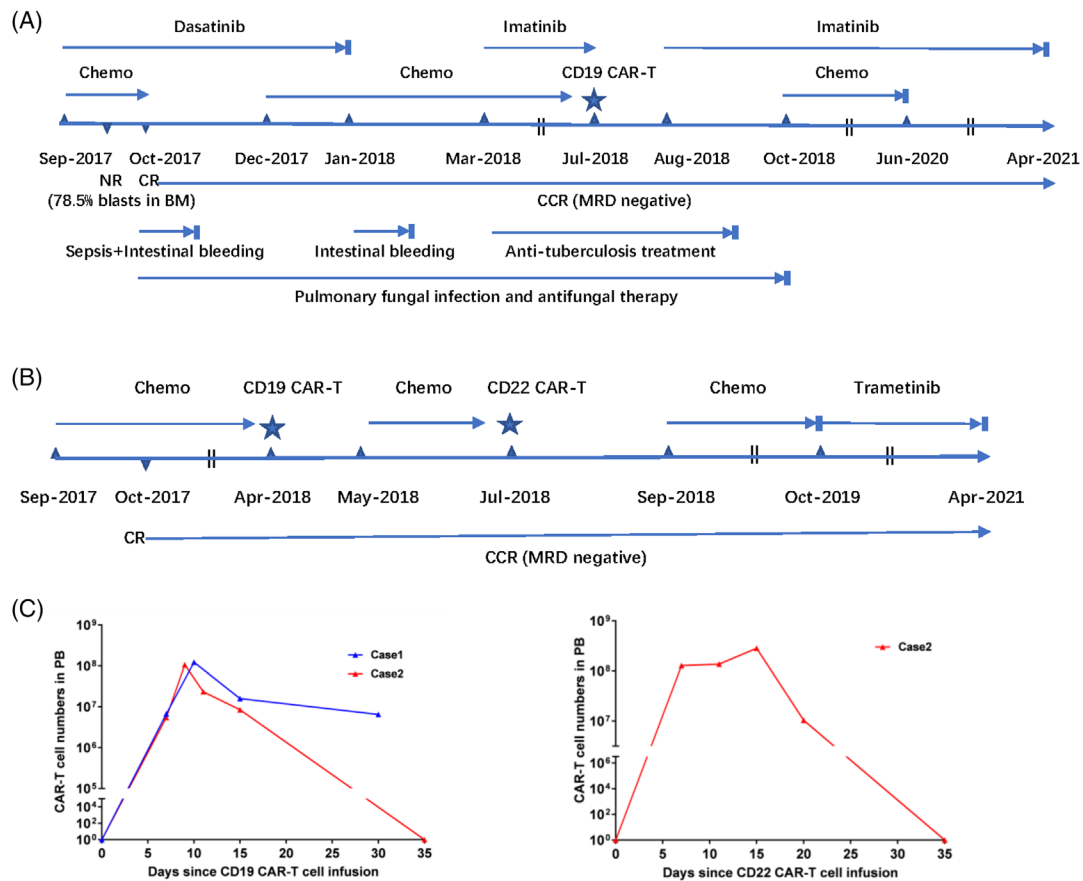 (A)
Dasatinib Imatinib Imatinib
Chemo Chemo CD19 CAR-T Chemo
Sep-2017 Oct-2017 Dec-2017 Jan-2018 Mar-2018 Jul-2018 Aug-2018 Oct-2018 Jun-2020 Apr-2021
NR CR
(78.5% blasts in BM) CCR (MRD negative)
Sepsis+Intestinal bleeding Intestinal bleeding Anti-tuberculosis treatment
Pulmonary fungal infection and antifungal therapy
(B)
Chemo CD19 CAR-T Chemo CD22 CAR-T Chemo Trametinib
Sep-2017 Oct-2017 Apr-2018 May-2018 Jul-2018 Sep-2018 Oct-2019 Apr-2021
CR
CCR (MRD negative)
(C)
CAR-T cell numbers in PB
10⁹
10⁸
10⁷
10⁶
10⁵
10⁴
10²
10⁰
Case1
Case2
0 5 10 15 20 25 30 35
Days since CD19 CAR-T cell infusion
CAR-T cell numbers in PB
10⁹
10⁸
10⁷
10⁶
10⁴
10²
10⁰
Case2
0 5 10 15 20 25 30 35
Days since CD22 CAR-T cell infusion